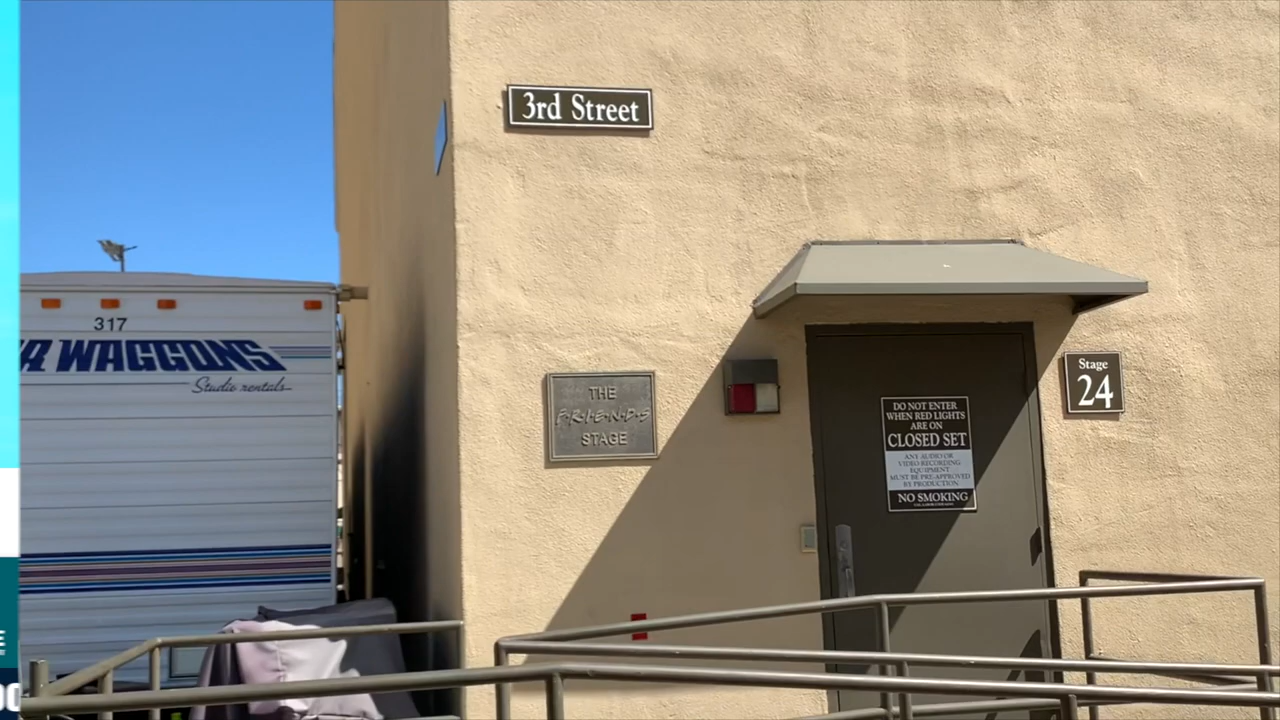 3rd Street
317
R WAGGONS
Studio rentals
THE
F·R·I·E·N·D·S
STAGE
Stage
24
DO NOT ENTER
WHEN RED LIGHTS
ARE ON
CLOSED SET
ANY AUDIO OR
VIDEO RECORDING
EQUIPMENT
MUST BE PRE-APPROVED
BY PRODUCTION
NO SMOKING
E